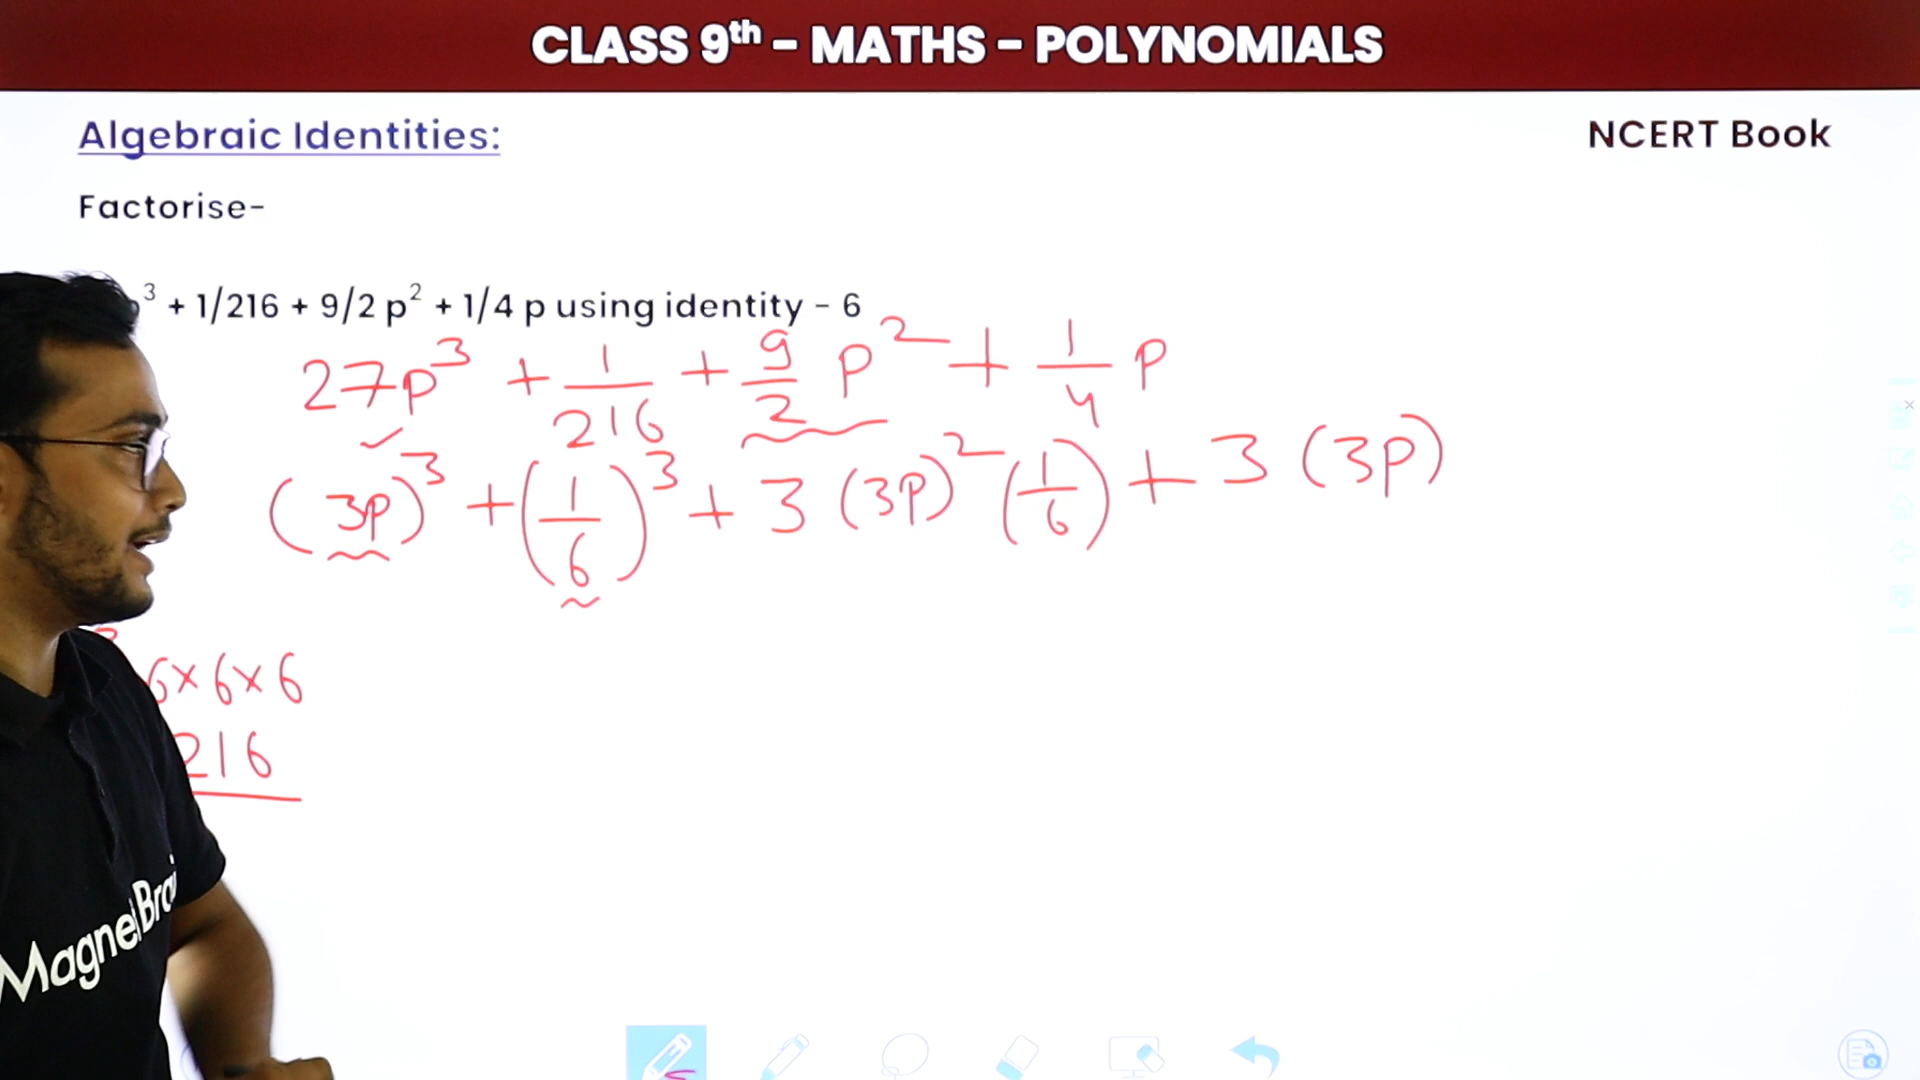 CLASS 9th – MATHS – POLYNOMIALS
Algebraic Identities:
NCERT Book
Factorise-
³ + 1/216 + 9/2 p² + 1/4 p using identity - 6
27p³ + 1/216 + 9/2 p² + 1/4 p
(3p)³ + (1/6)³ + 3 (3p)² (1/6) + 3 (3p)
6×6×6
216